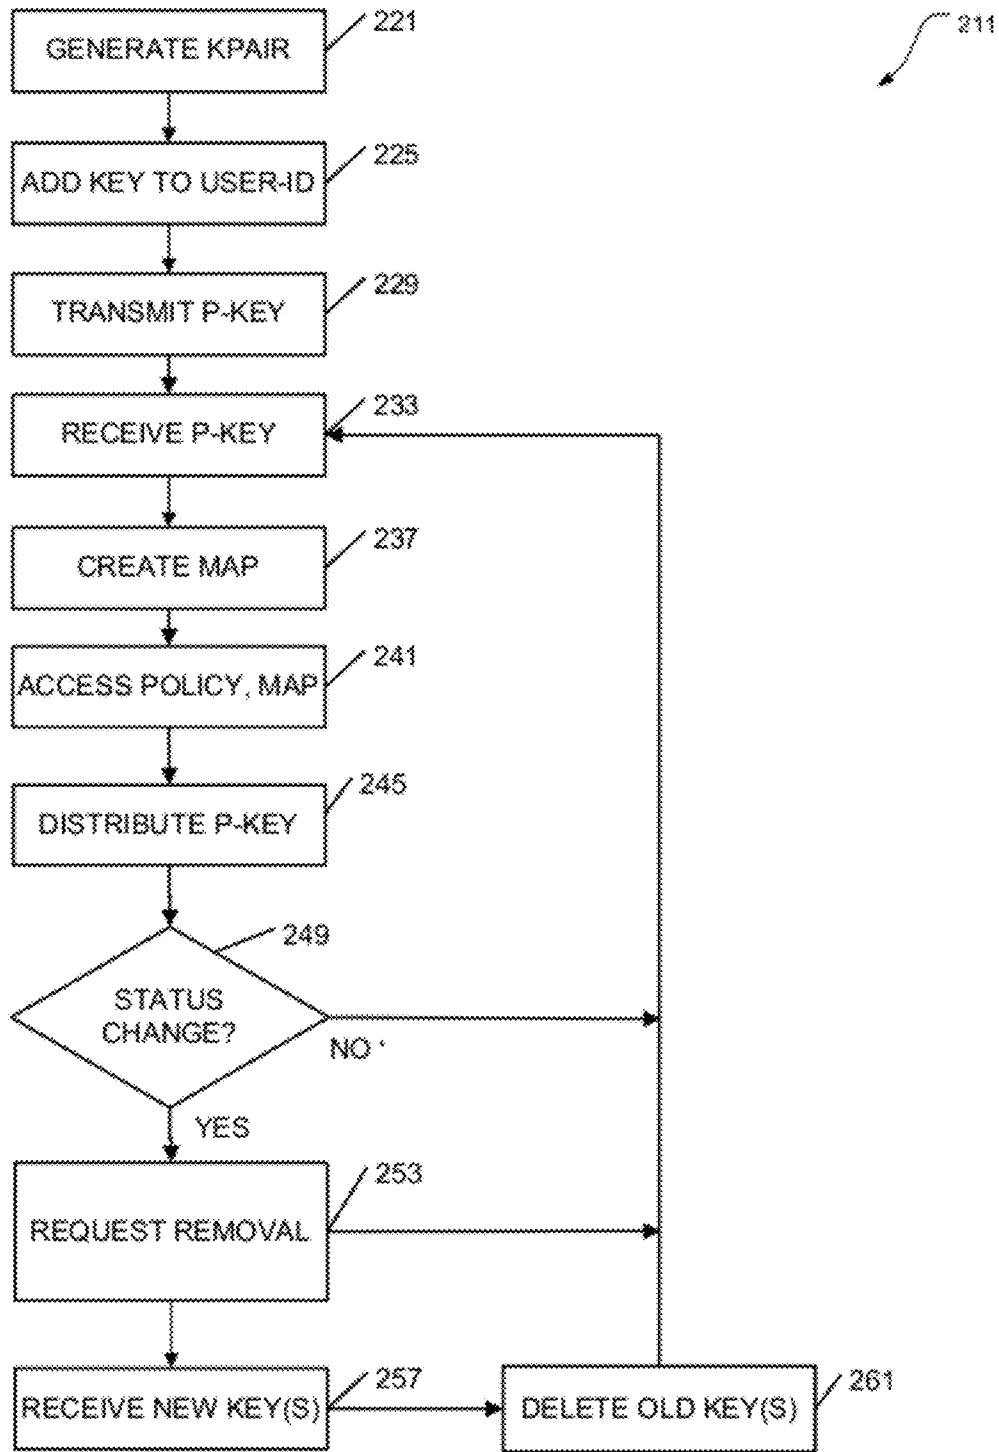 211
GENERATE KPAIR
221
ADD KEY TO USER-ID
225
TRANSMIT P-KEY
229
RECEIVE P-KEY
233
CREATE MAP
237
ACCESS POLICY, MAP
241
DISTRIBUTE P-KEY
245
STATUS
CHANGE?
249
NO
YES
REQUEST REMOVAL
253
RECEIVE NEW KEY(S)
257
DELETE OLD KEY(S)
261